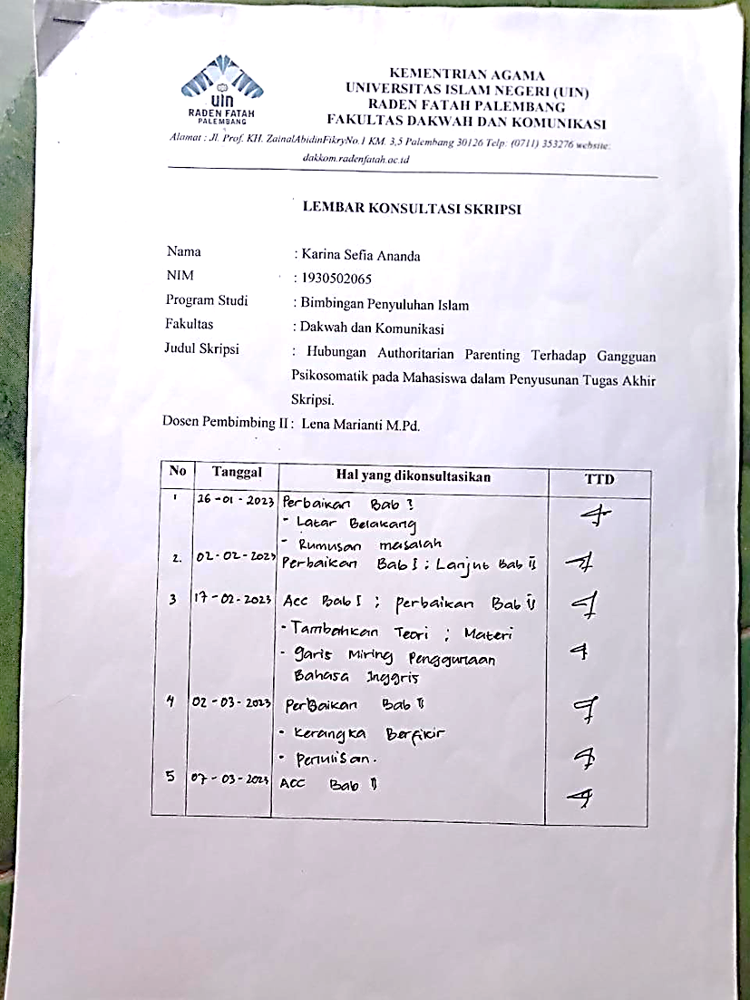 uin
RADEN FATAH
PALEMBANG
KEMENTRIAN AGAMA
UNIVERSITAS ISLAM NEGERI (UIN)
RADEN FATAH PALEMBANG
FAKULTAS DAKWAH DAN KOMUNIKASI
Alamat : Jl. Prof. KH. ZainalAbidinFikryNo.1 KM. 3,5 Palembang 30126 Telp: (0711) 353276 website:
dakkom.radenfatah.ac.id
LEMBAR KONSULTASI SKRIPSI
Nama : Karina Sefia Ananda
NIM : 1930502065
Program Studi : Bimbingan Penyuluhan Islam
Fakultas : Dakwah dan Komunikasi
Judul Skripsi : Hubungan Authoritarian Parenting Terhadap Gangguan
Psikosomatik pada Mahasiswa dalam Penyusunan Tugas Akhir
Skripsi.
Dosen Pembimbing II : Lena Marianti M.Pd.
No Tanggal Hal yang dikonsultasikan TTD
1 26-01-2023 Perbaikan Bab I
- Latar Belakang
- Rumusan masalah
2. 02-02-2023 Perbaikan Bab I ; Lanjut Bab II
3 17-02-2023 Acc Bab I ; perbaikan Bab II
- Tambahkan Teori ; Materi
- garis Miring Penggunaan
Bahasa Inggris
4 02-03-2023 Perbaikan Bab II
- Kerangka Berfikir
- Penulisan.
5 07-03-2023 Acc Bab II